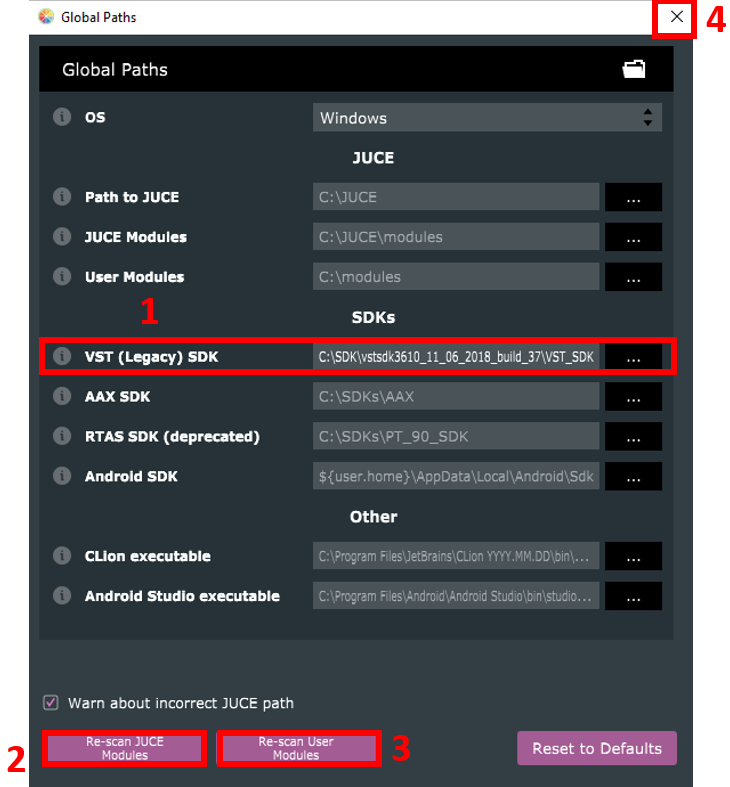 Global Paths
4
Global Paths
OS Windows
JUCE
Path to JUCE C:\JUCE ...
JUCE Modules C:\JUCE\modules ...
User Modules C:\modules ...
1
SDKs
VST (Legacy) SDK C:\SDK\vstsdk3610_11_06_2018_build_37\VST_SDK ...
AAX SDK C:\SDKs\AAX ...
RTAS SDK (deprecated) C:\SDKs\PT_90_SDK ...
Android SDK ${user.home}\AppData\Local\Android\Sdk ...
Other
CLion executable C:\Program Files\JetBrains\CLion YYYY.MM.DD\bin\... ...
Android Studio executable C:\Program Files\Android\Android Studio\bin\studio... ...
Warn about incorrect JUCE path
2
Re-scan JUCE
Modules
Re-scan User
Modules
3
Reset to Defaults